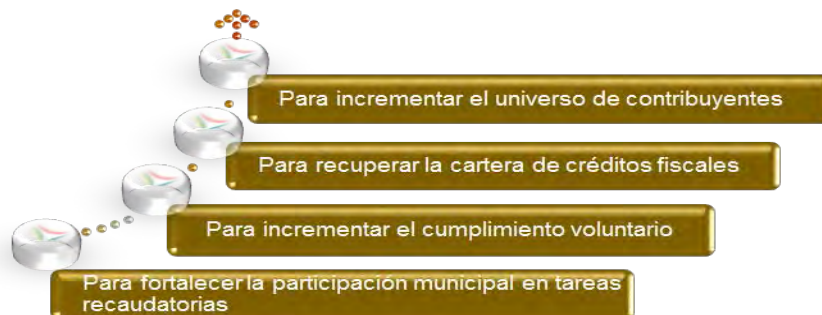 Para incrementar el universo de contribuyentes
Para recuperar la cartera de créditos fiscales
Para incrementar el cumplimiento voluntario
Para fortalecer la participación municipal en tareas
recaudatorias